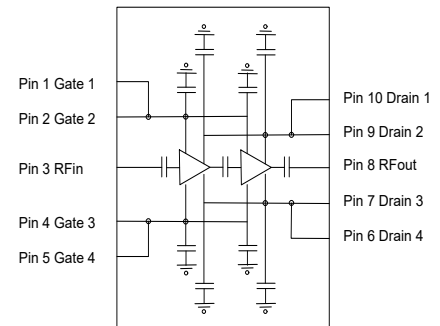 Pin 1 Gate 1
Pin 2 Gate 2
Pin 3 RFin
Pin 4 Gate 3
Pin 5 Gate 4
Pin 10 Drain 1
Pin 9 Drain 2
Pin 8 RFout
Pin 7 Drain 3
Pin 6 Drain 4